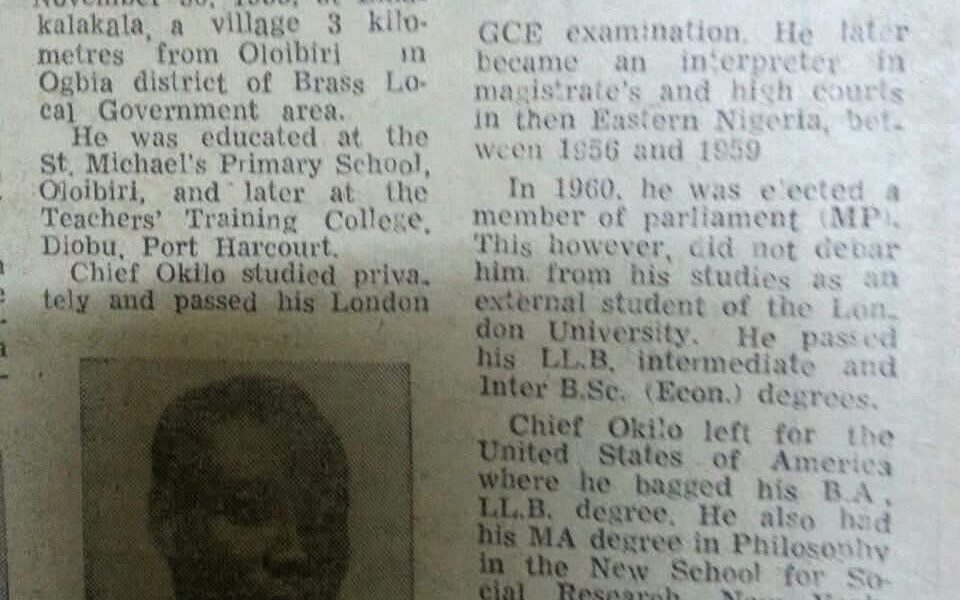 November 30,
kalakala, a village 3 kilo-
metres from Oloibiri in
Ogbia district of Brass Lo-
cal Government area.
He was educated at the
St. Michael's Primary School,
Oloibiri, and later at the
Teachers' Training College,
Diobu, Port Harcourt.
Chief Okilo studied priva-
tely and passed his London
GCE examination. He later
became an interpreter in
magistrate's and high courts
in then Eastern Nigeria, bet-
ween 1956 and 1959
In 1960, he was elected a
member of parliament (MP).
This however, did not debar
him from his studies as an
external student of the Lon-
don University. He passed
his LL.B, intermediate and
Inter B.Sc. (Econ.) degrees.
Chief Okilo left for the
United States of America
where he bagged his B.A,
LL.B. degree. He also had
his MA degree in Philosophy
in the New School for So-
cial Research, New York